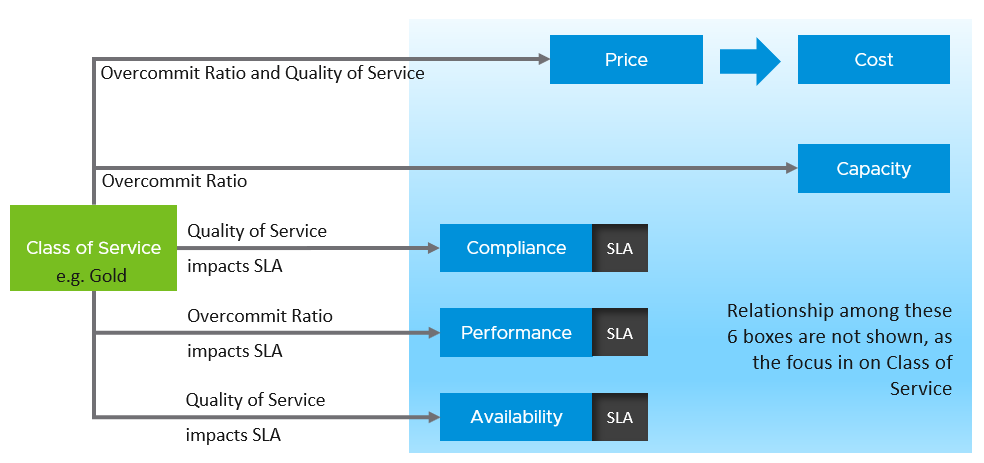 Price
Cost
Overcommit Ratio and Quality of Service
Capacity
Overcommit Ratio
Class of Service
e.g. Gold
Quality of Service
impacts SLA
Compliance
SLA
Overcommit Ratio
impacts SLA
Performance
SLA
Quality of Service
impacts SLA
Availability
SLA
Relationship among these
6 boxes are not shown, as
the focus in on Class of
Service